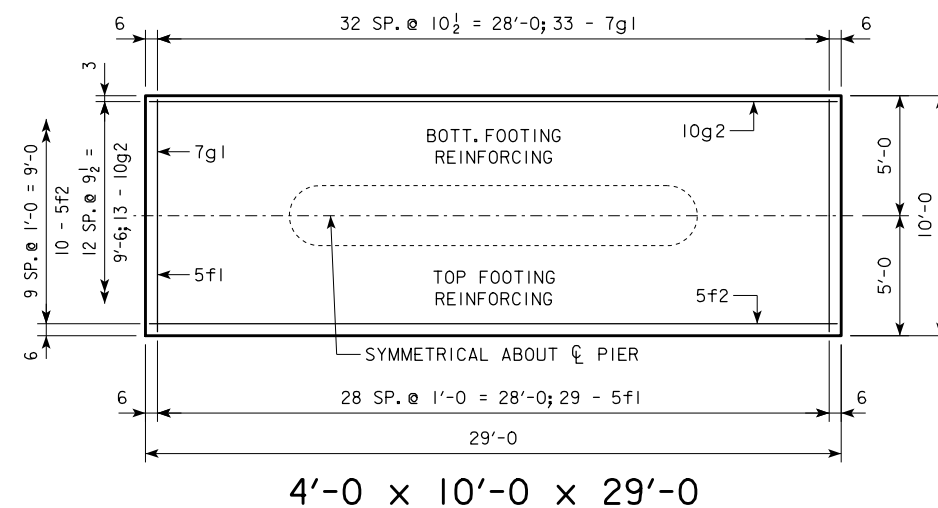 6
32 SP. @ 10½ = 28'-0; 33 - 7g1
6
3
BOTT. FOOTING
REINFORCING
10g2
7g1
9 SP. @ 1'-0 = 9'-0
10 - 5f2
12 SP. @ 9½ =
9'-6; 13 - 10g2
5'-0
10'-0
5'-0
TOP FOOTING
REINFORCING
5f1
5f2
6
SYMMETRICAL ABOUT ℄ PIER
6
28 SP. @ 1'-0 = 28'-0; 29 - 5f1
6
29'-0
4'-0 x 10'-0 x 29'-0